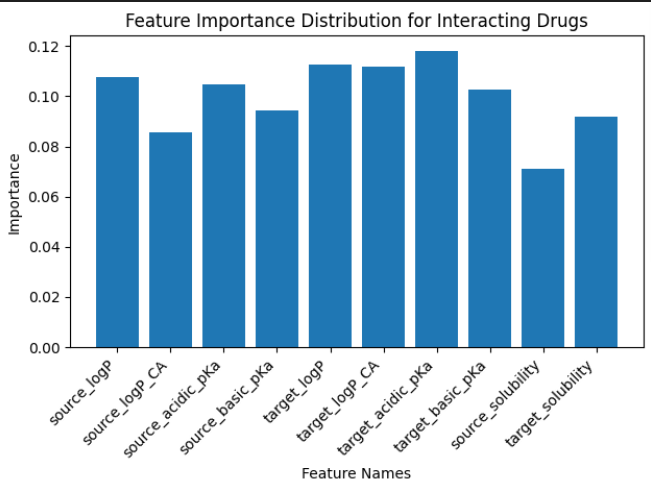 Feature Importance Distribution for Interacting Drugs
0.12
0.10
0.08
0.06
0.04
0.02
0.00
Importance
source_logP
source_logP_CA
source_acidic_pKa
source_basic_pKa
target_logP
target_logP_CA
target_acidic_pKa
target_basic_pKa
source_solubility
target_solubility
Feature Names